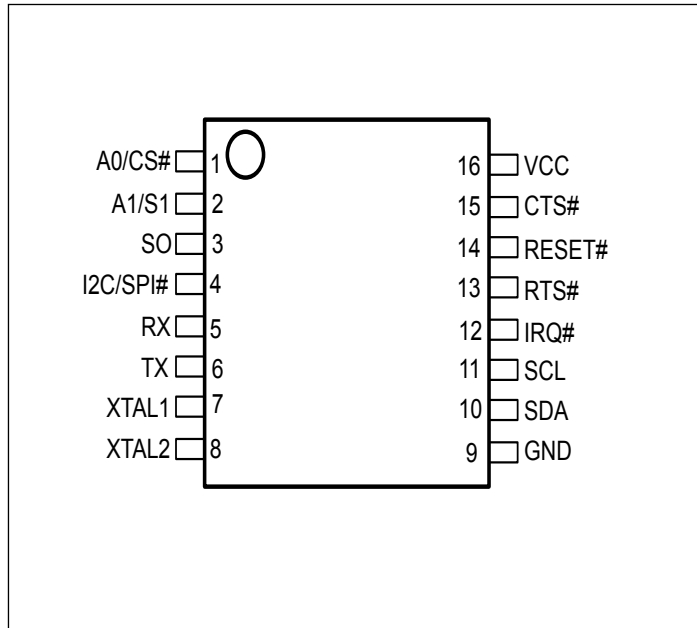 A0/CS# 1
A1/S1 2
SO 3
I2C/SPI# 4
RX 5
TX 6
XTAL1 7
XTAL2 8
16 VCC
15 CTS#
14 RESET#
13 RTS#
12 IRQ#
11 SCL
10 SDA
9 GND